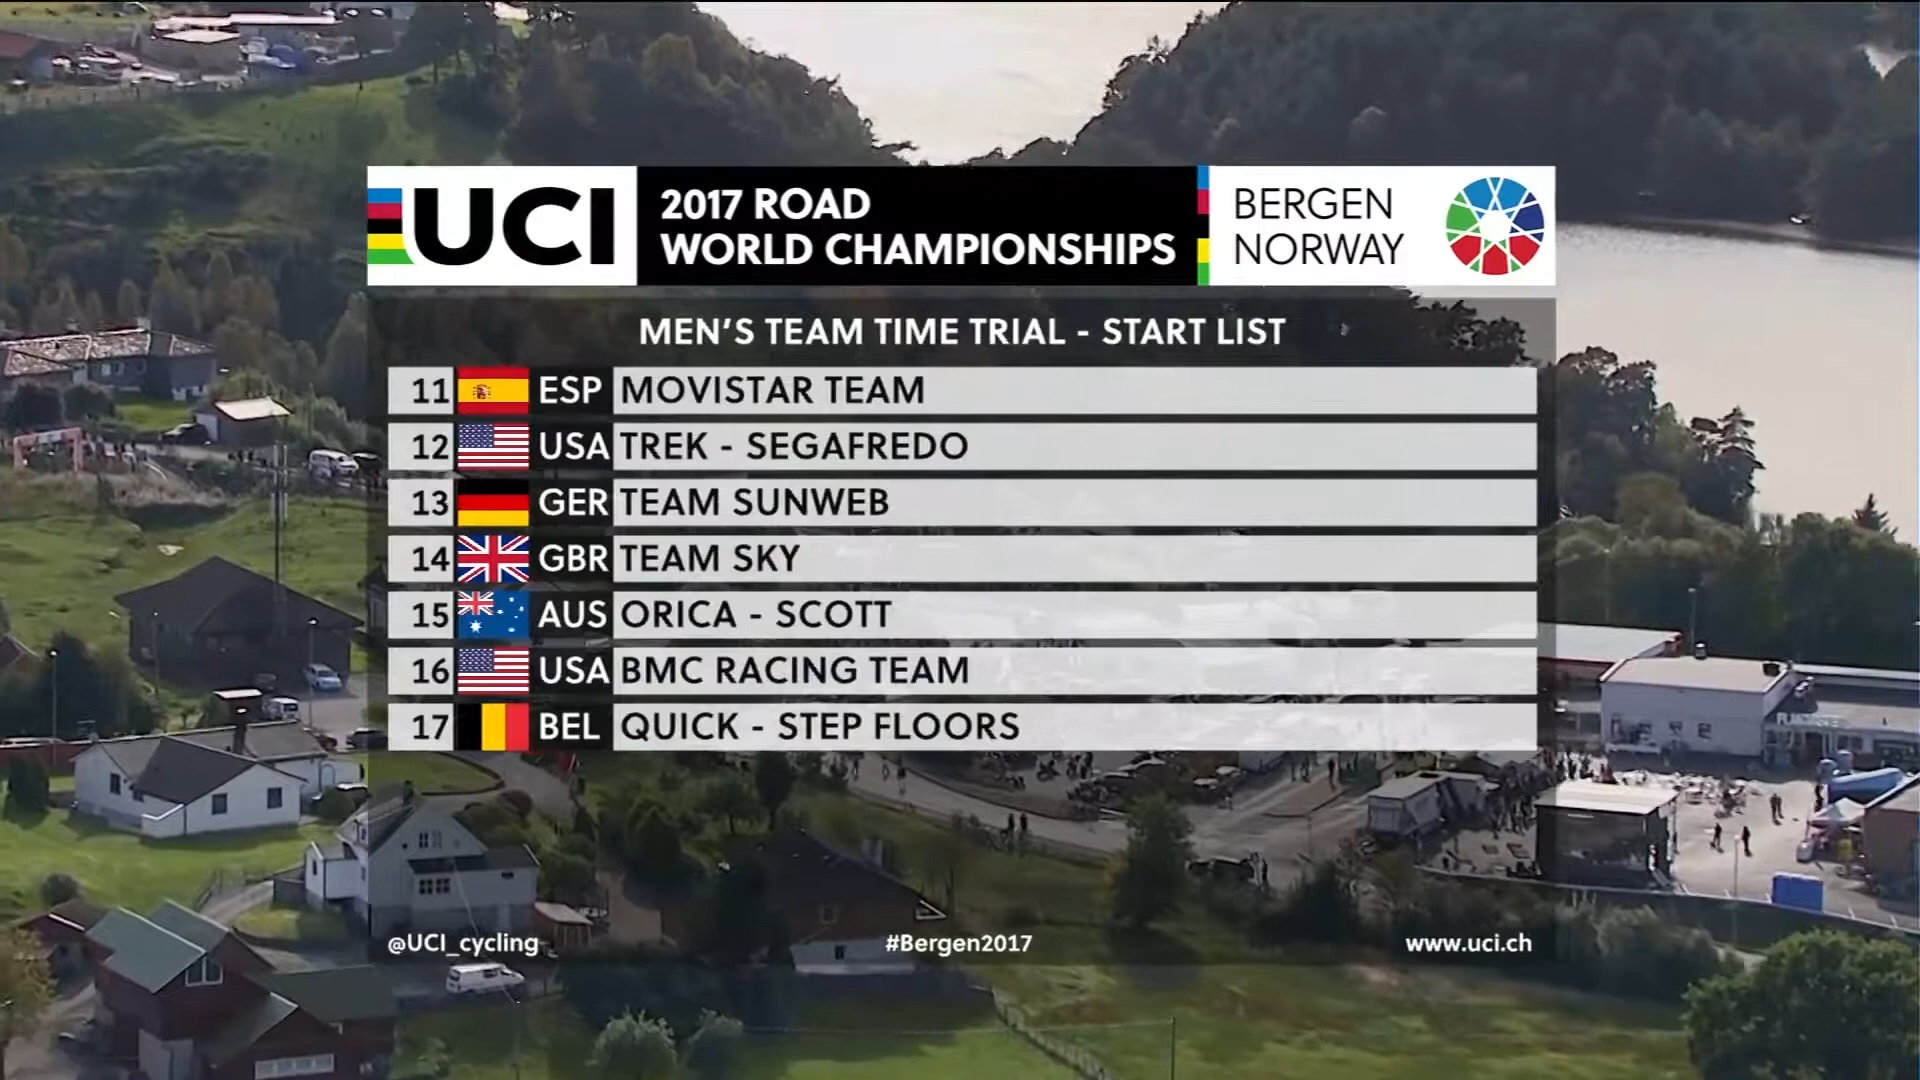 UCI
2017 ROAD
WORLD CHAMPIONSHIPS
BERGEN
NORWAY
MEN'S TEAM TIME TRIAL - START LIST
11 ESP MOVISTAR TEAM
12 USA TREK - SEGAFREDO
13 GER TEAM SUNWEB
14 GBR TEAM SKY
15 AUS ORICA - SCOTT
16 USA BMC RACING TEAM
17 BEL QUICK - STEP FLOORS
@UCI_cycling #Bergen2017 www.uci.ch